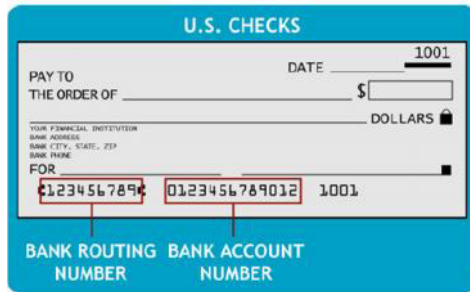 U.S. CHECKS
1001
DATE
PAY TO
THE ORDER OF $
DOLLARS
YOUR FINANCIAL INSTITUTION
BANK ADDRESS
BANK CITY, STATE, ZIP
BANK PHONE
FOR
⑆123456789⑆ 0123456789012 1001
BANK ROUTING NUMBER
BANK ACCOUNT NUMBER